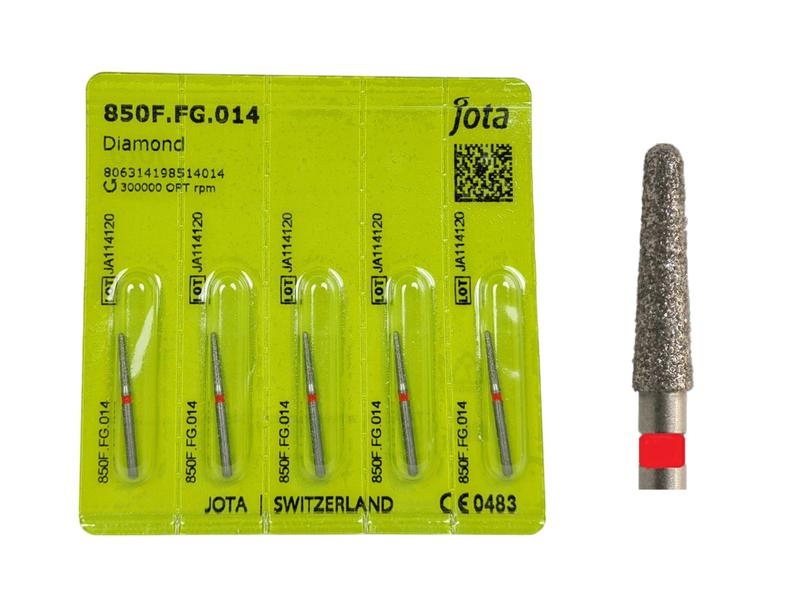 850F.FG.014
jota
Diamond
806314198514014
300000 OPT rpm
LOT JA114120
LOT JA114120
LOT JA114120
LOT JA114120
LOT JA114120
850F.FG.014
850F.FG.014
850F.FG.014
850F.FG.014
850F.FG.014
JOTA | SWITZERLAND
CE 0483